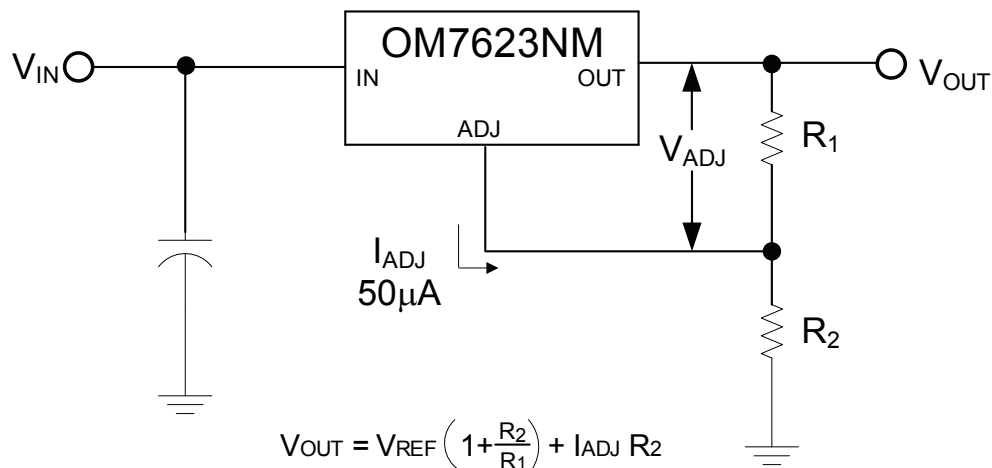 OM7623NM
V_IN
IN
OUT
V_OUT
ADJ
V_ADJ
R_1
I_ADJ
50μA
R_2
V_OUT = V_REF (1+R_2/R_1) + I_ADJ R_2